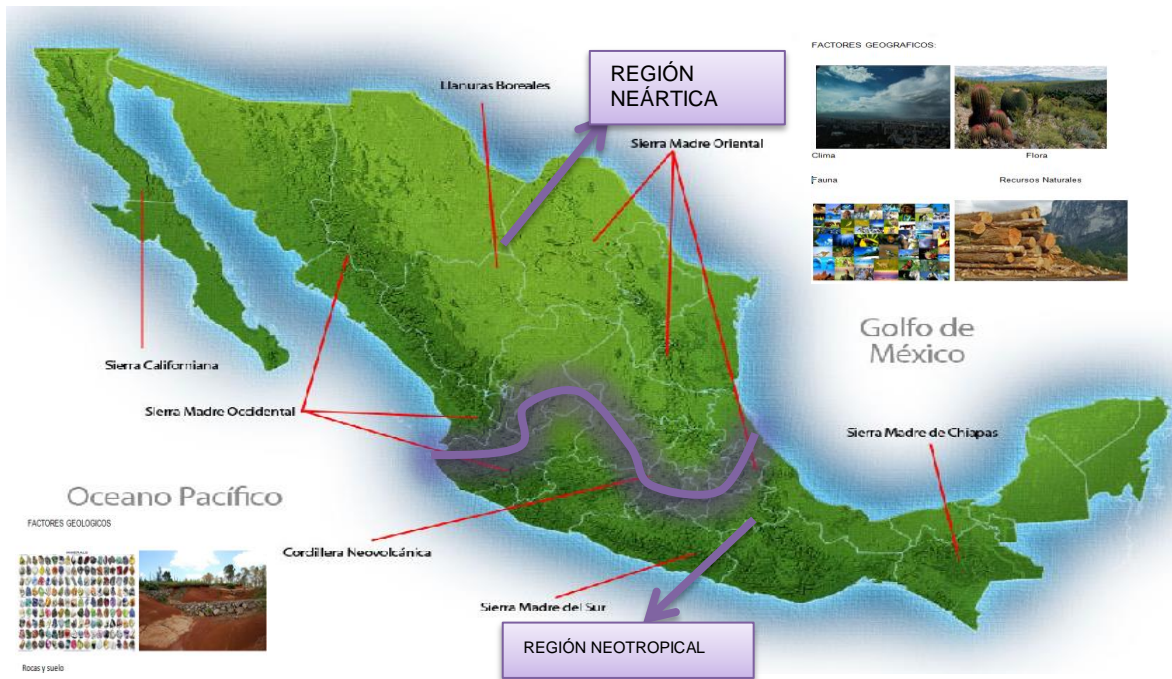 FACTORES GEOGRAFICOS:
REGIÓN
NEÁRTICA
Llanuras Boreales
Sierra Madre Oriental
Clima
Flora
Fauna
Recursos Naturales
Golfo de
México
Sierra Californiana
Sierra Madre Occidental
Sierra Madre de Chiapas
Oceano Pacífico
FACTORES GEOLOGICOS
Cordillera Neovolcánica
Sierra Madre del Sur
REGIÓN NEOTROPICAL
Rocas y suelo